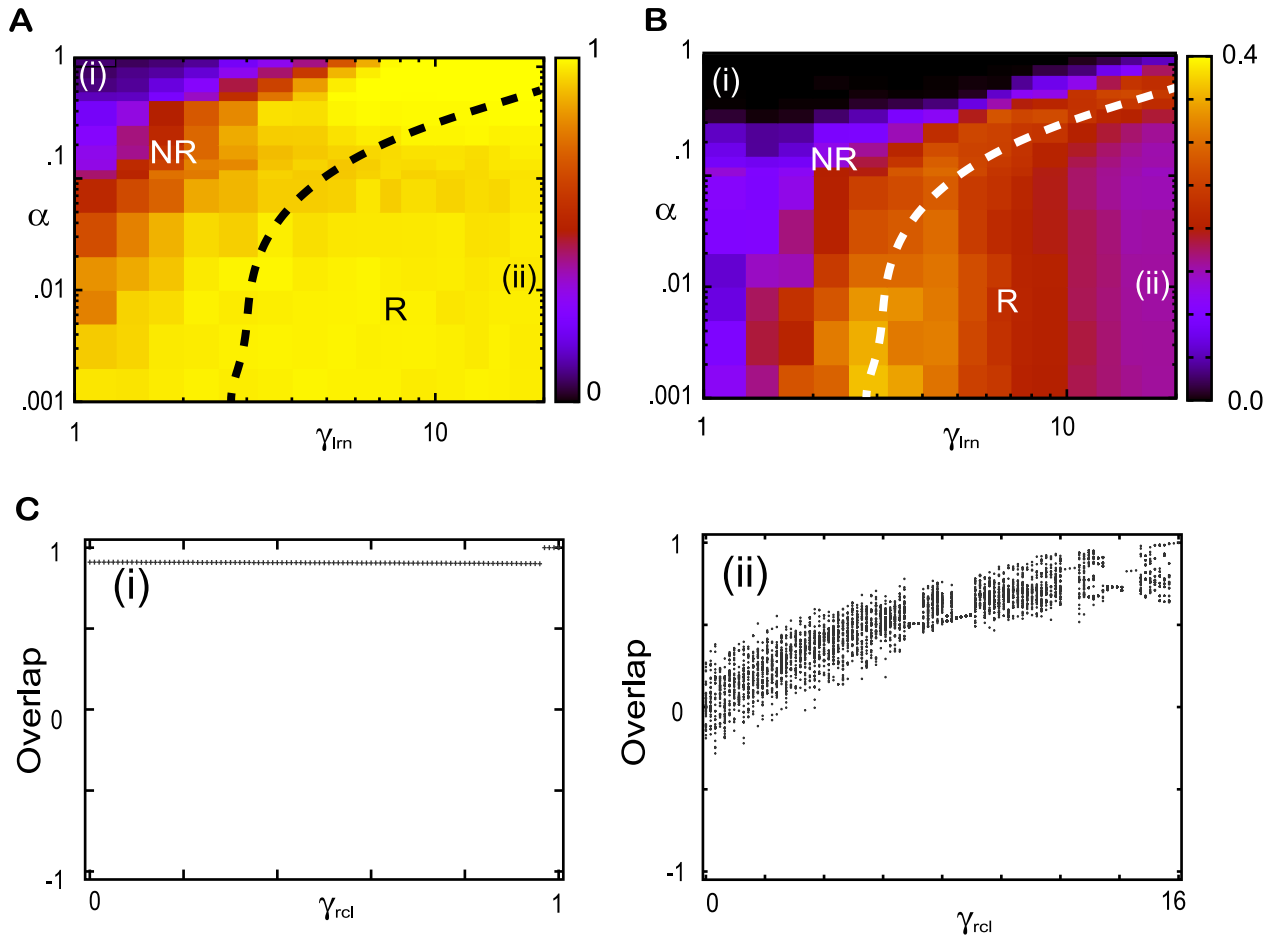 A
B
1
(i)
.1
NR
α
.01
(ii)
R
.001
1
γlrn
10
1
0
1
(i)
.1
NR
α
.01
(ii)
R
.001
1
γlrn
10
0.4
0.0
C
1
(i)
Overlap
0
-1
0
γrcl
1
1
(ii)
Overlap
0
-1
0
γrcl
16